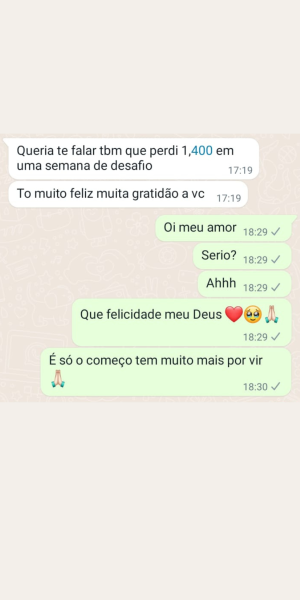 Queria te falar tbm que perdi 1,400 em
uma semana de desafio
17:19
To muito feliz muita gratidão a vc 17:19
Oi meu amor 18:29
Serio? 18:29
Ahhh 18:29
Que felicidade meu Deus ❤️🥹🙏🏻
18:29
É só o começo tem muito mais por vir
🙏🏻
18:30